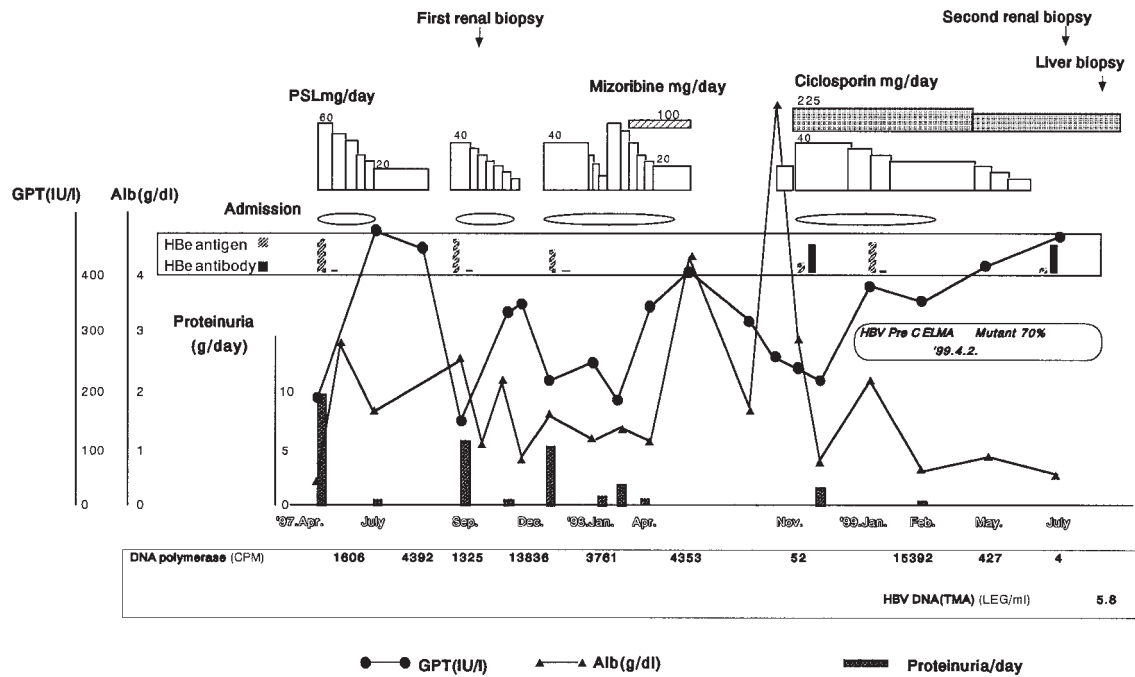 First renal biopsy
Second renal biopsy
Liver biopsy
PSLmg/day
Mizoribine mg/day
Ciclosporin mg/day
60
20
40
40
100
20
225
40
GPT(IU/l)
Alb(g/dl)
Admission
HBe antigen
HBe antibody
400
4
300
3
200
2
100
1
0
0
Proteinuria
(g/day)
10
5
0
HBV Pre C ELMA Mutant 70%
'99.4.2.
'97.Apr. July Sep. Dec. '98.Jan. Apr. Nov. '99.Jan. Feb. May. July
DNA polymerase (CPM) 1606 4392 1325 13836 3761 4353 52 15392 427 4
HBV DNA(TMA) (LEG/ml) 5.8
GPT(IU/l) Alb(g/dl) Proteinuria/day